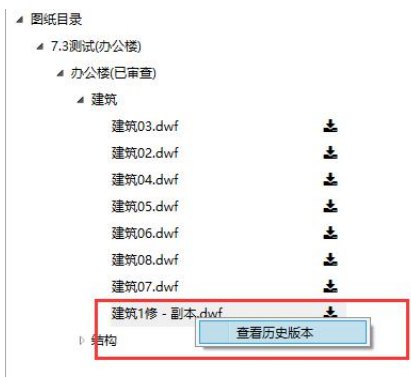 图纸目录
7.3测试(办公楼)
办公楼(已审查)
建筑
建筑03.dwf
建筑02.dwf
建筑04.dwf
建筑05.dwf
建筑06.dwf
建筑08.dwf
建筑07.dwf
建筑1修 - 副本.dwf
查看历史版本
结构